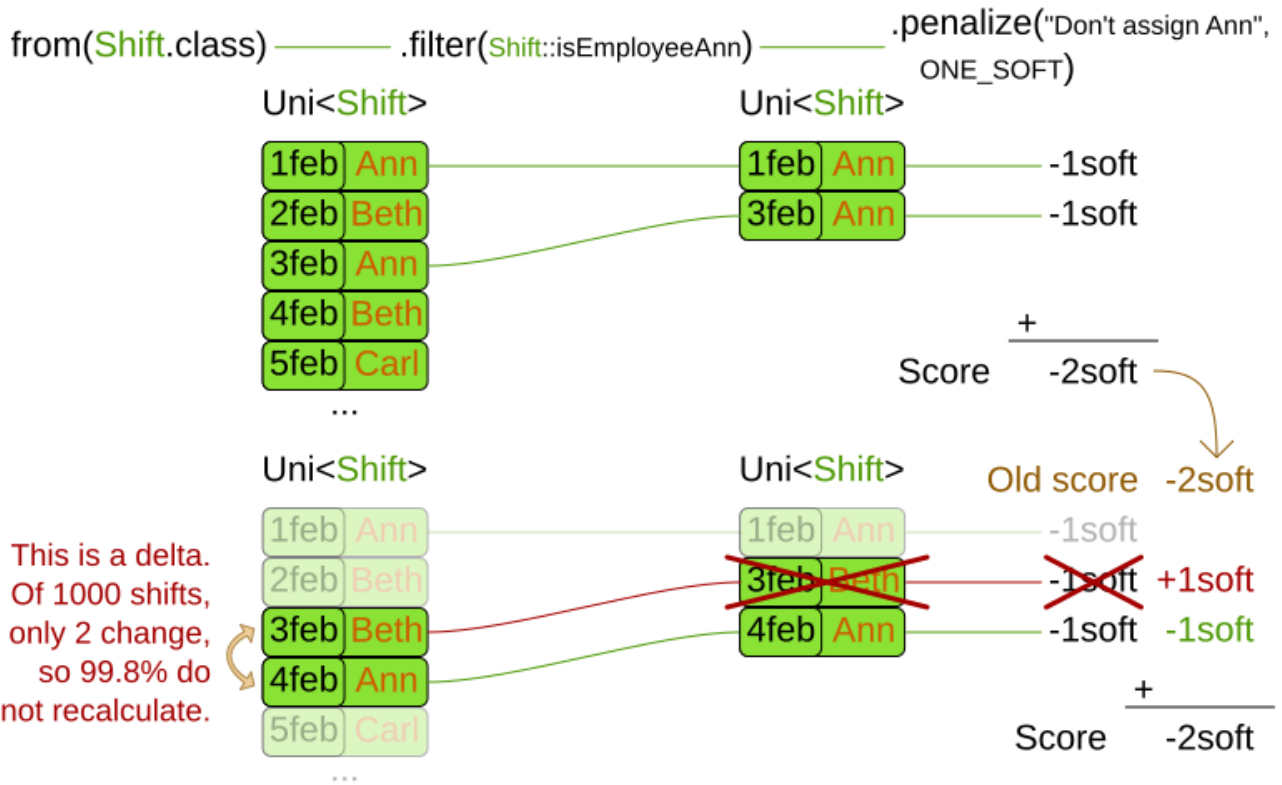 from(Shift.class) .filter(Shift::isEmployeeAnn) .penalize("Don't assign Ann",
ONE_SOFT)
Uni<Shift> Uni<Shift>
1feb Ann 1feb Ann -1soft
2feb Beth 3feb Ann -1soft
3feb Ann
4feb Beth
+
5feb Carl Score -2soft
...
Uni<Shift> Uni<Shift> Old score -2soft
1feb Ann 1feb Ann -1soft
This is a delta.
Of 1000 shifts,
only 2 change,
so 99.8% do
not recalculate.
2feb Beth 3feb Beth -1soft +1soft
3feb Beth 4feb Ann -1soft -1soft
4feb Ann
+
5feb Carl Score -2soft
...